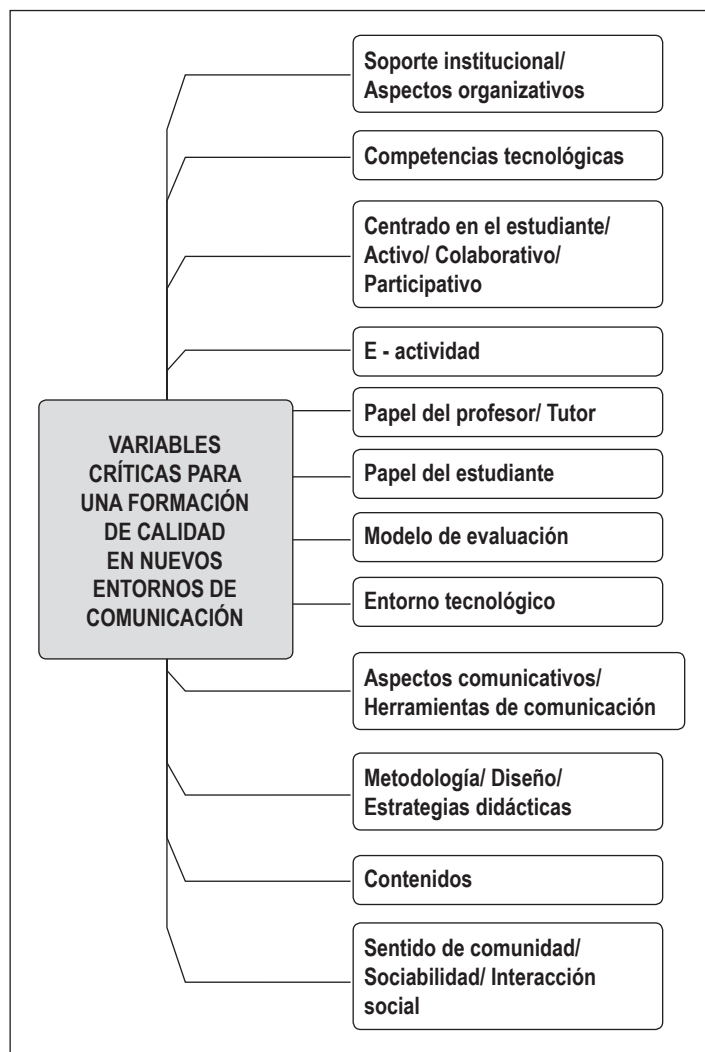 Soporte institucional/
Aspectos organizativos
Competencias tecnológicas
Centrado en el estudiante/
Activo/ Colaborativo/
Participativo
E - actividad
Papel del profesor/ Tutor
Papel del estudiante
Modelo de evaluación
Entorno tecnológico
Aspectos comunicativos/
Herramientas de comunicación
Metodología/ Diseño/
Estrategias didácticas
Contenidos
Sentido de comunidad/
Sociabilidad/ Interacción
social
VARIABLES
CRÍTICAS PARA
UNA FORMACIÓN
DE CALIDAD
EN NUEVOS
ENTORNOS DE
COMUNICACIÓN